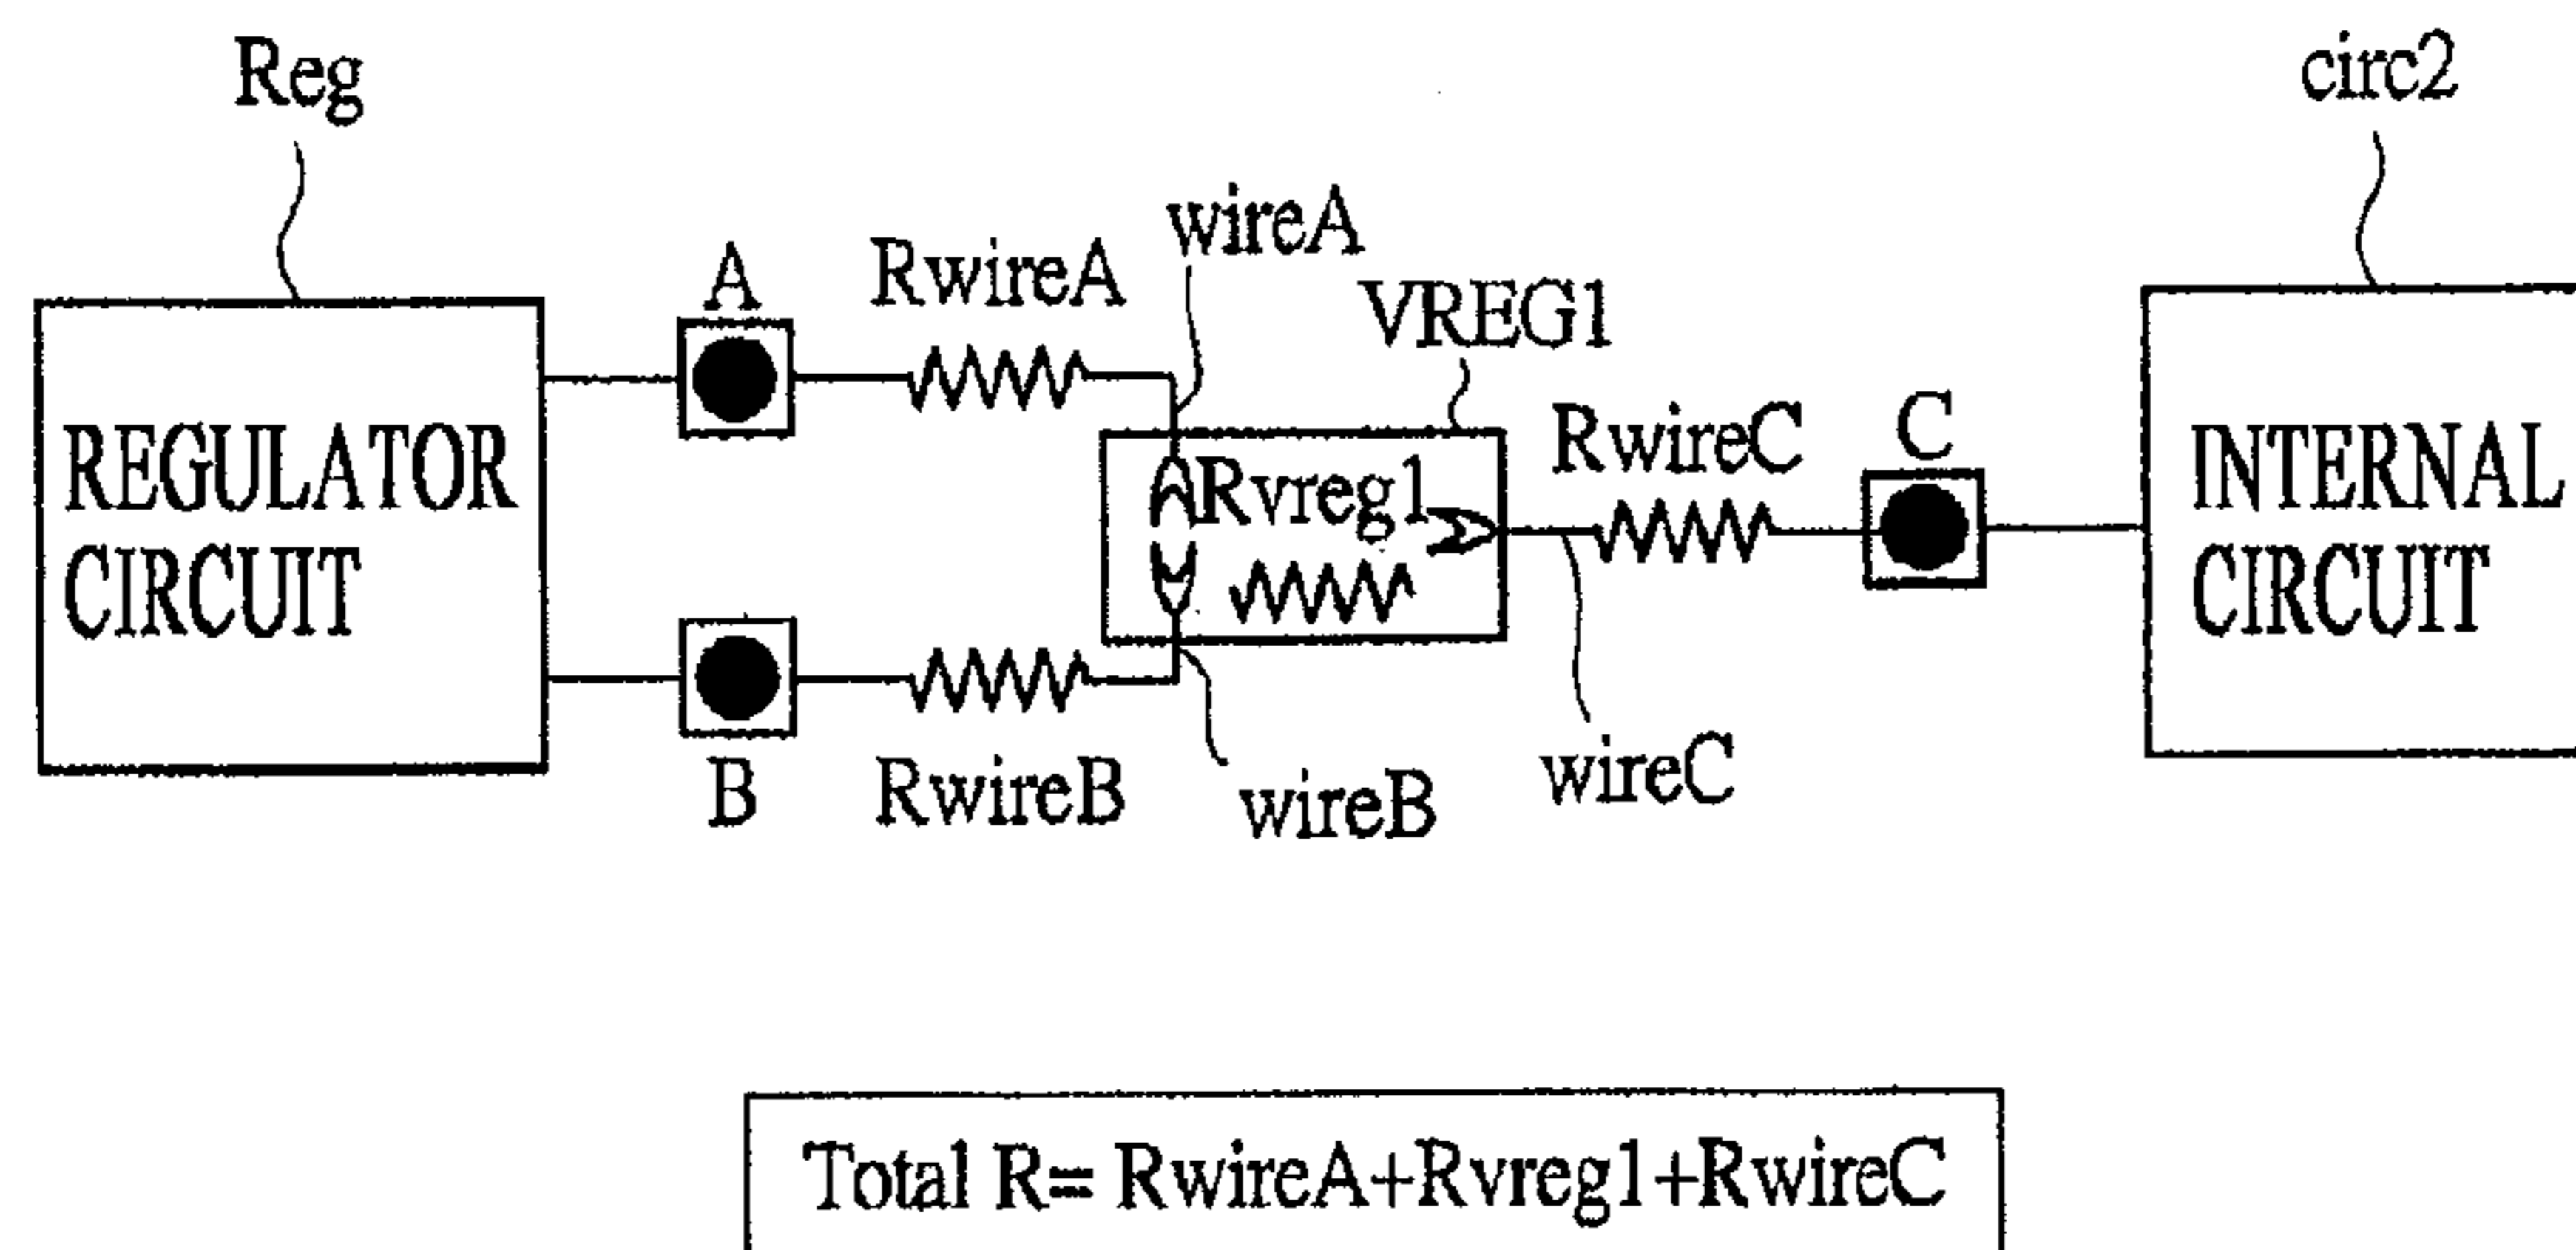 Reg
circ2
wireA
A
RwireA
VREG1
REGULATOR
CIRCUIT
Rvreg1
RwireC
C
INTERNAL
CIRCUIT
B
RwireB
wireB
wireC
Total R= RwireA+Rvreg1+RwireC